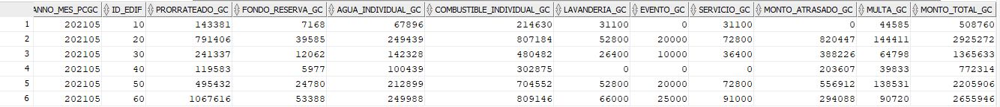 ANNO_MES_PCGC ID_EDIF PRORRATEADO_GC FONDO_RESERVA_GC AGUA_INDIVIDUAL_GC COMBUSTIBLE_INDIVIDUAL_GC LAVANDERIA_GC EVENTO_GC SERVICIO_GC MONTO_ATRASADO_GC MULTA_GC MONTO_TOTAL_GC
1 202105 10 143381 7168 67896 214630 31100 0 31100 0 44585 508760
2 202105 20 791406 39585 249439 807184 52800 20000 72800 820447 144411 2925272
3 202105 30 241337 12062 142328 480482 26400 10000 36400 388226 64798 1365633
4 202105 40 119583 5977 100439 302875 0 0 0 203607 39833 772314
5 202105 50 495432 24780 212899 704552 52800 20000 72800 556912 138531 2205906
6 202105 60 1067616 53388 249988 809146 66000 25000 91000 294088 90720 2655946